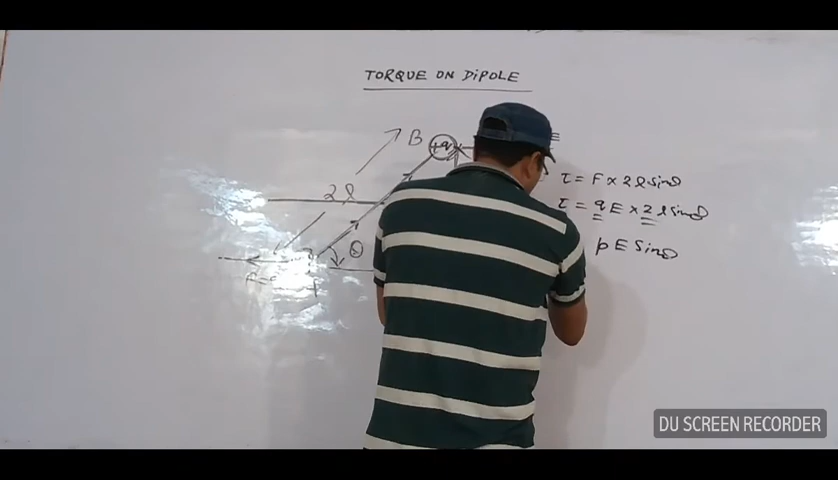 TORQUE ON DIPOLE
B +q E
τ = F × 2l sinθ
2l
τ = qE × 2l sinθ
θ
pE sinθ
DU SCREEN RECORDER